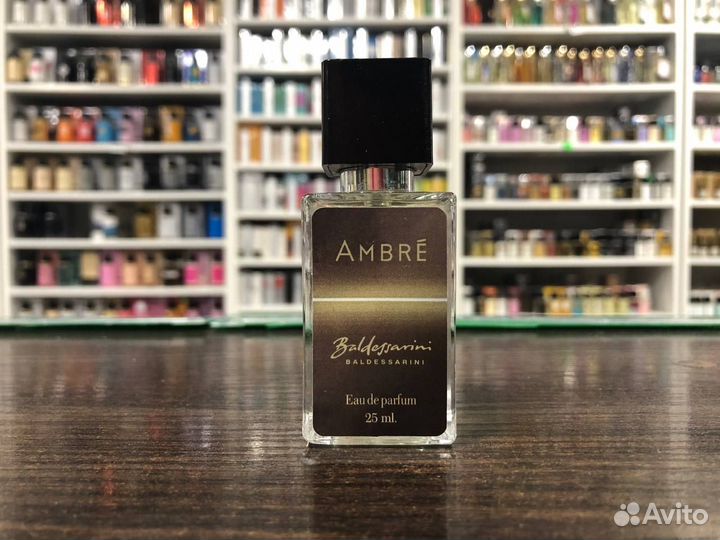 AMBRÉ
Baldessarini
BALDESSARINI
Eau de parfum
25 ml.
Avito